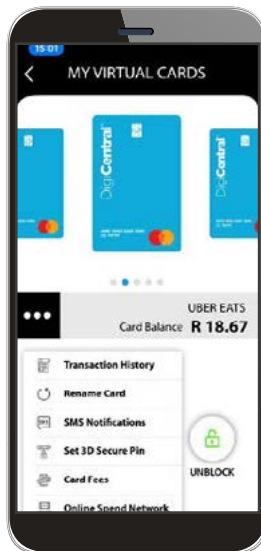 15:01
MY VIRTUAL CARDS
DigiCentral
DigiCentral
DigiCentral
UBER EATS
Card Balance R 18.67
Transaction History
Rename Card
SMS Notifications
Set 3D Secure Pin
Card Fees
Online Spend Network
UNBLOCK